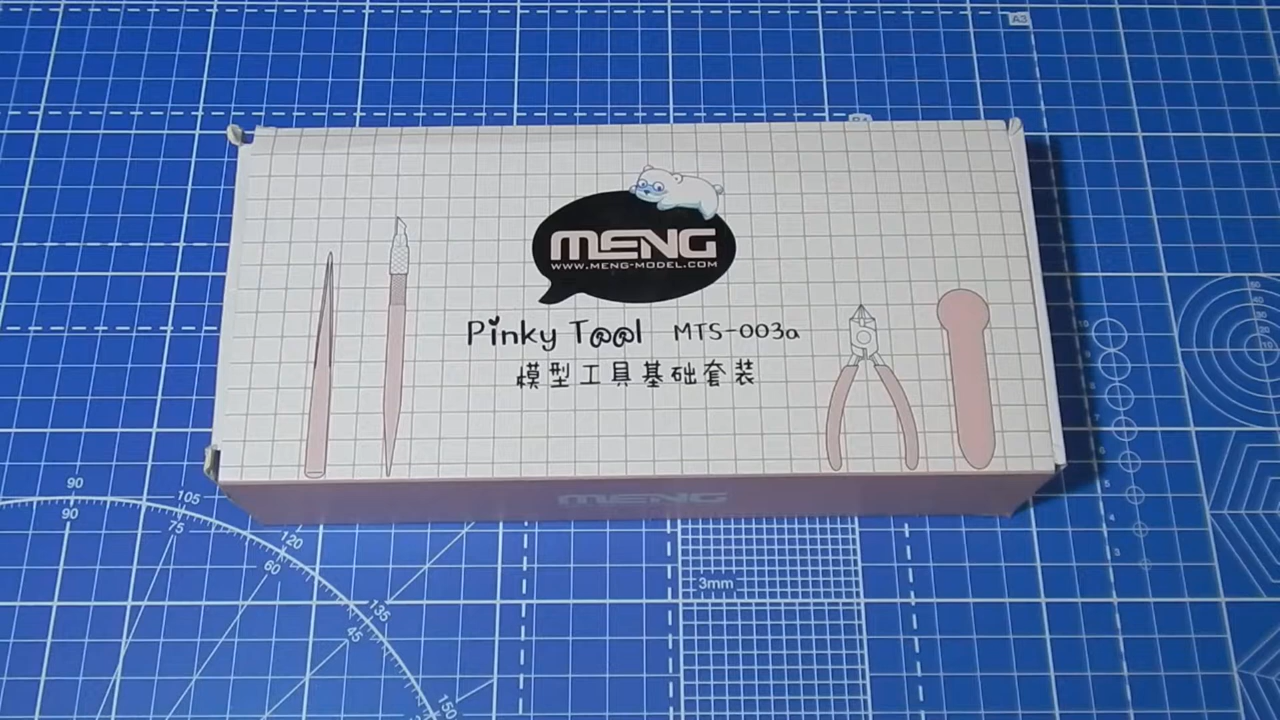 A3
MENG
WWW.MENG-MODEL.COM
Pinky T@@l MTS-003a
模型工具基础套装
MENG
90
90
105
75
120
60
135
45
150
3mm